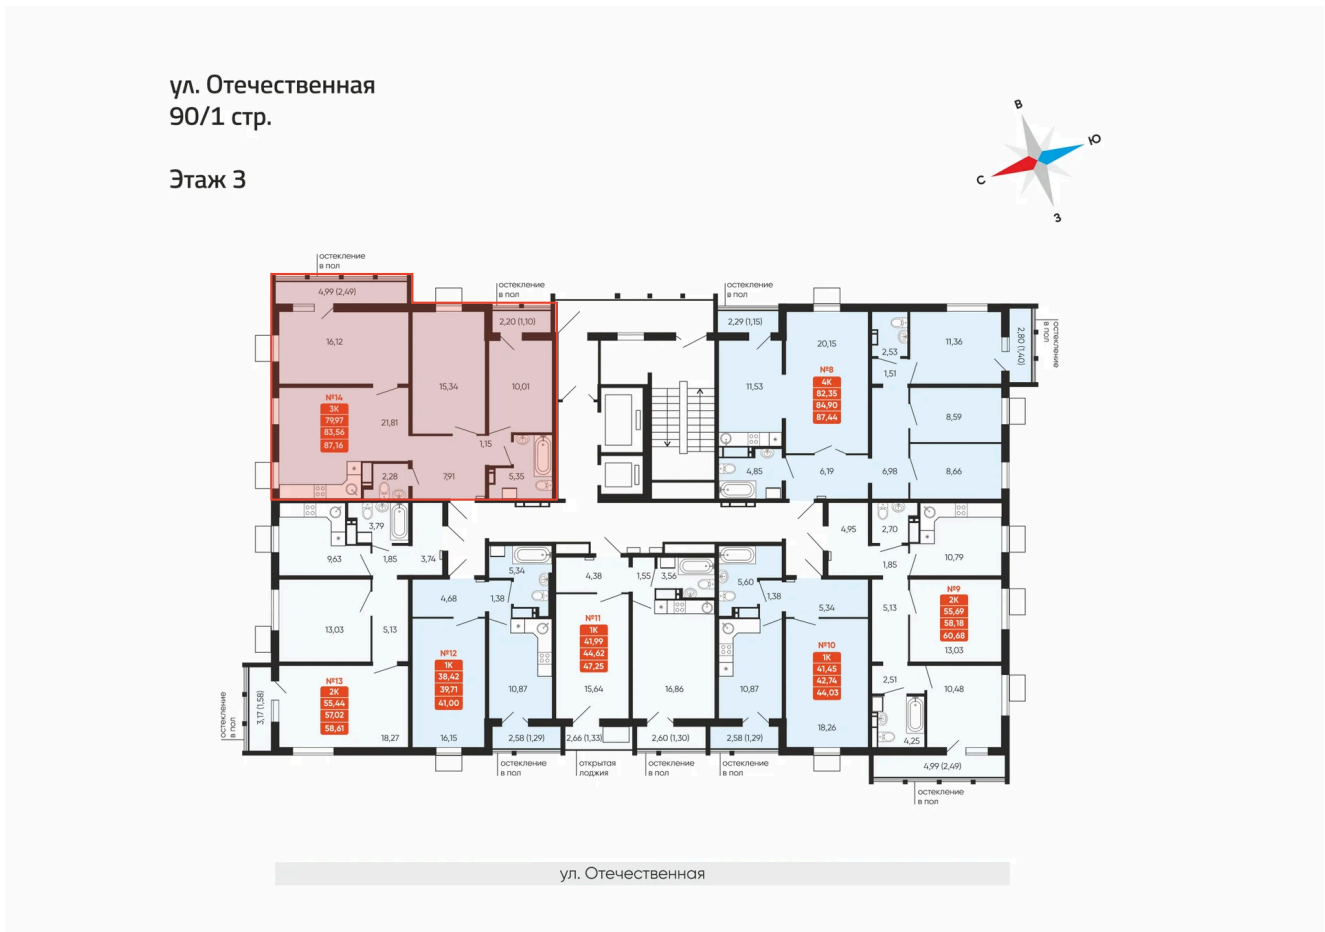 ул. Отечественная
90/1 стр.
Этаж 3
В
Ю
С
З
остекление
в пол
4,99 (2,49)
16,12
15,34
остекление
в пол
2,20 (1,10)
10,01
№14
3К
79,97
83,56
87,16
21,81
1,15
2,28
7,91
5,35
остекление
в пол
2,29 (1,15)
20,15
11,53
№8
4К
82,35
84,90
87,44
2,53
1,51
11,36
2,80 (1,40)
остекление
в пол
8,59
8,66
4,85
6,19
6,98
3,79
9,63
1,85
3,74
13,03
5,13
№13
2К
55,44
57,02
58,61
18,27
3,17 (1,58)
остекление
в пол
5,34
4,68
1,38
№12
1К
38,42
39,71
41,00
16,15
10,87
2,58 (1,29)
остекление
в пол
4,38
1,55
3,56
№11
1К
41,99
44,62
47,25
15,64
16,86
2,66 (1,33)
открытая
лоджия
2,60 (1,30)
остекление
в пол
5,60
1,38
5,34
10,87
№10
1К
41,45
42,74
44,03
18,26
2,58 (1,29)
остекление
в пол
4,95
2,70
1,85
10,79
5,13
№9
2К
55,69
58,18
60,68
13,03
2,51
10,48
4,25
4,99 (2,49)
остекление
в пол
ул. Отечественная